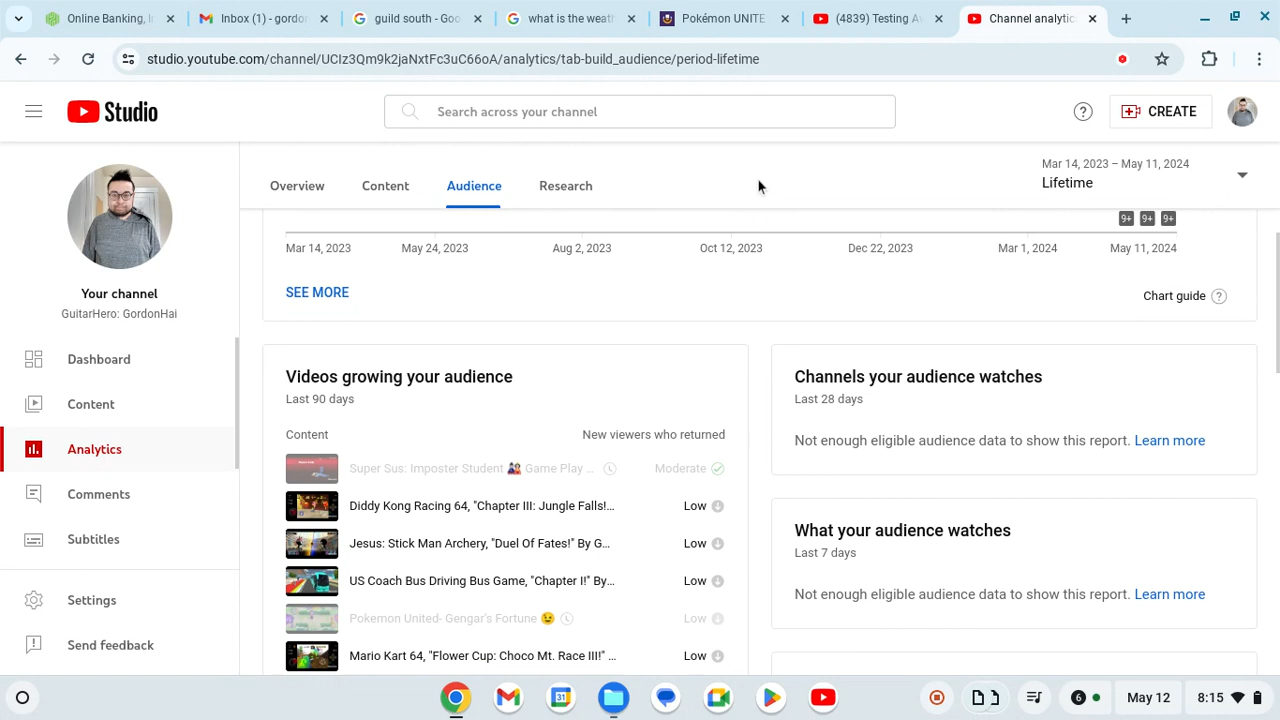 Online Banking, l
Inbox (1) - gordor
guild south - Goo
what is the weat
Pokémon UNITE
(4839) Testing A
Channel analytic
studio.youtube.com/channel/UCIz3Qm9k2jaNxtFc3uC66oA/analytics/tab-build_audience/period-lifetime
Studio
Search across your channel
CREATE
Overview
Content
Audience
Research
Mar 14, 2023 – May 11, 2024
Lifetime
9+ 9+ 9+
Mar 14, 2023
May 24, 2023
Aug 2, 2023
Oct 12, 2023
Dec 22, 2023
Mar 1, 2024
May 11, 2024
SEE MORE
Chart guide ?
Your channel
GuitarHero: GordonHai
Dashboard
Content
Analytics
Comments
Subtitles
Settings
Send feedback
Videos growing your audience
Last 90 days
Content New viewers who returned
Super Sus: Imposter Student 👩‍❤️‍👨 Game Play ... Moderate
Diddy Kong Racing 64, "Chapter III: Jungle Falls!... Low
Jesus: Stick Man Archery, "Duel Of Fates!" By G... Low
US Coach Bus Driving Bus Game, "Chapter I!" By... Low
Pokemon United- Gengar's Fortune 😉 Low
Mario Kart 64, "Flower Cup: Choco Mt. Race III!" ... Low
Channels your audience watches
Last 28 days
Not enough eligible audience data to show this report. Learn more
What your audience watches
Last 7 days
Not enough eligible audience data to show this report. Learn more
6
May 12
8:15